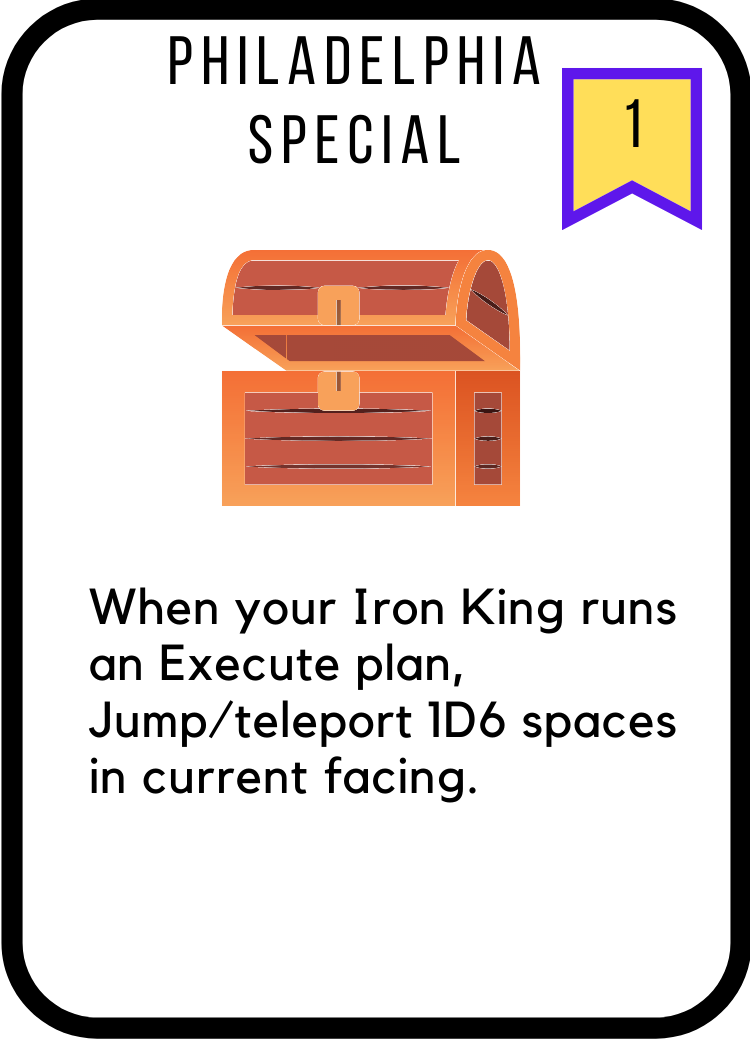 PHILADELPHIA
SPECIAL
1
When your Iron King runs
an Execute plan,
Jump/teleport 1D6 spaces
in current facing.